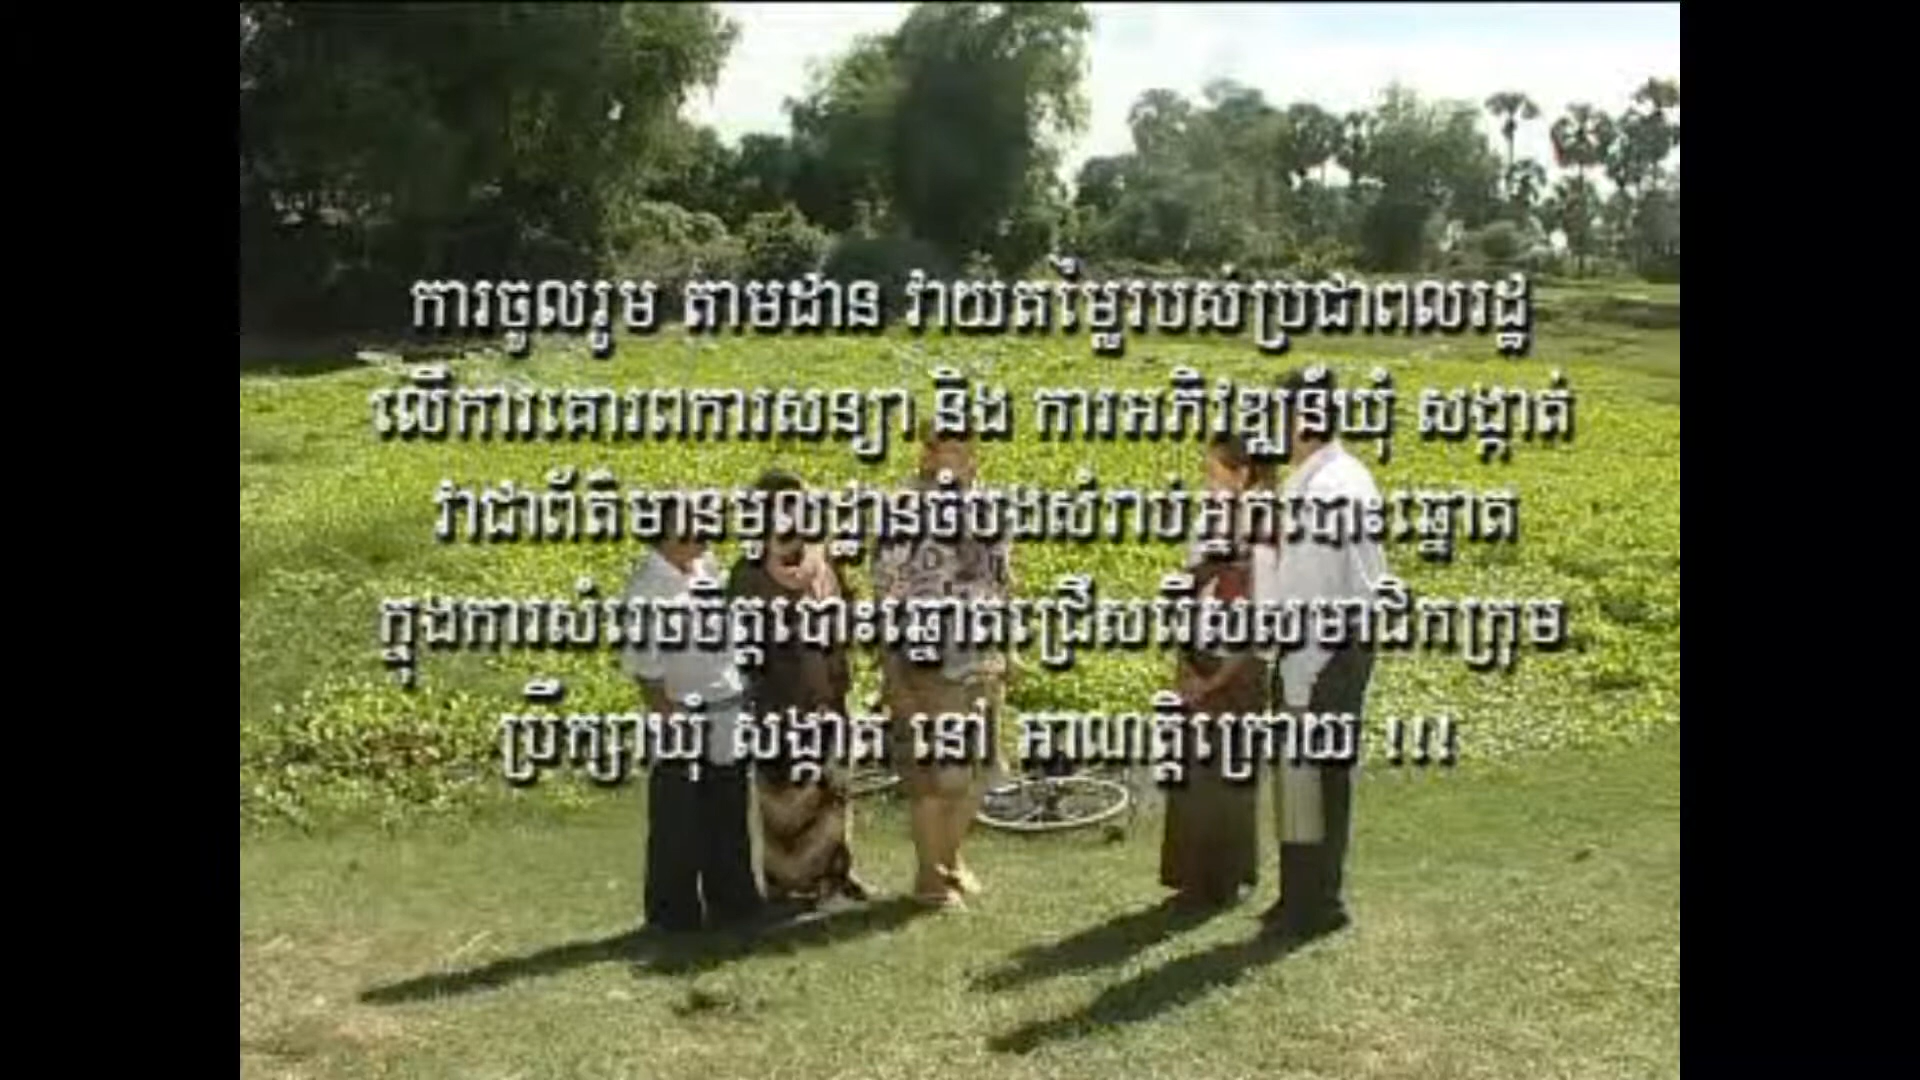 ការចូលរួម តាមដាន វាយតម្លៃរបស់ប្រជាពលរដ្ឋ
លើការគោរពការសន្យា និង ការអភិវឌ្ឍន៍ឃុំ សង្កាត់
វាជាព័ត៌មានមូលដ្ឋានចំបងសំរាប់អ្នកបោះឆ្នោត
ក្នុងការសំរេចចិត្តបោះឆ្នោតជ្រើសរើសសមាជិកក្រុម
ប្រឹក្សាឃុំ សង្កាត់ នៅ អាណត្តិក្រោយ !!!